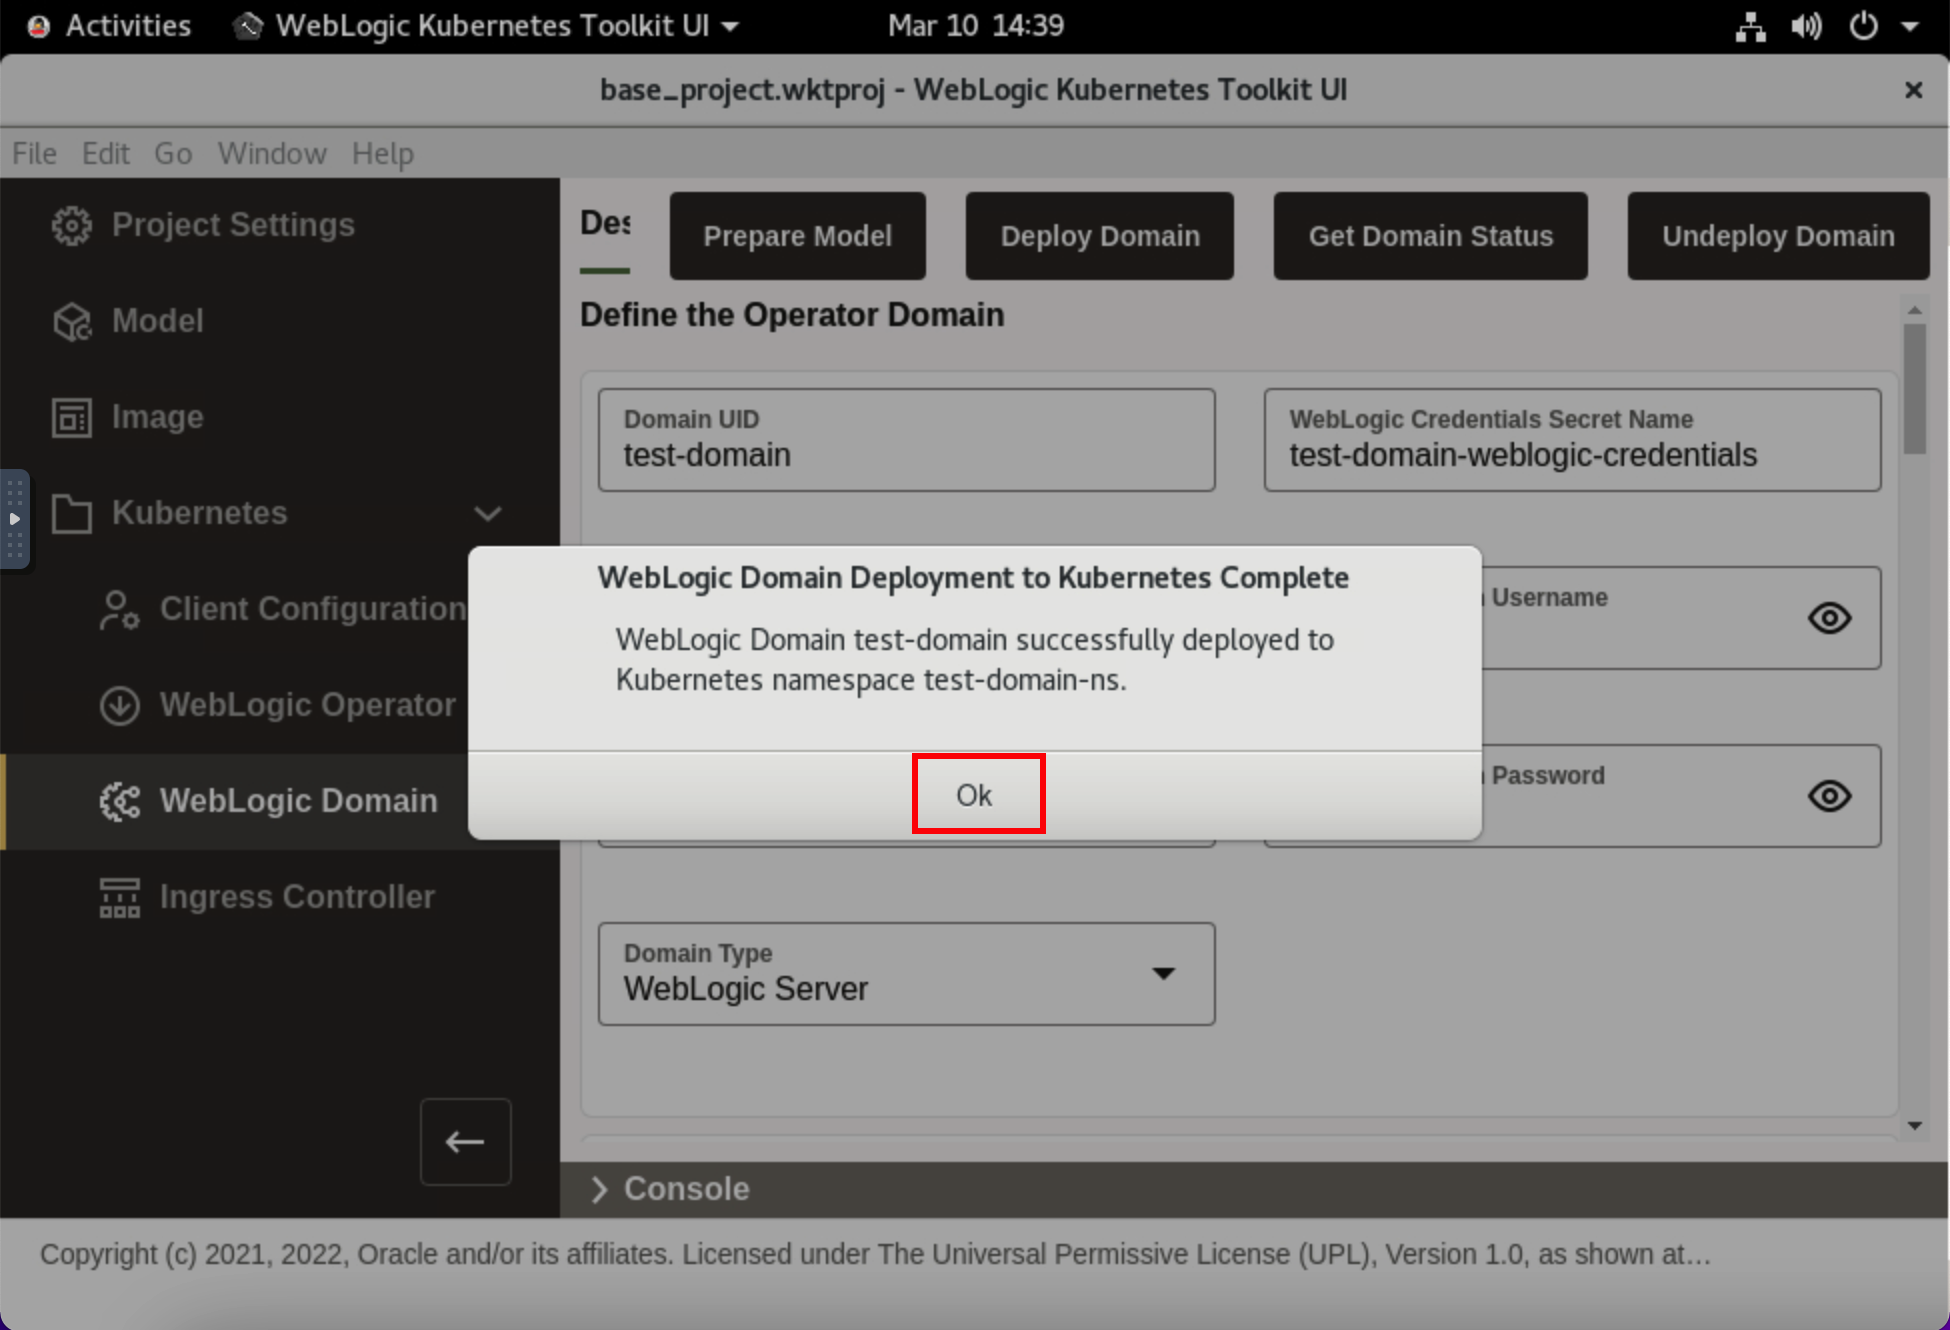 Activities WebLogic Kubernetes Toolkit UI Mar 10 14:39
base_project.wktproj - WebLogic Kubernetes Toolkit UI
File Edit Go Window Help
Project Settings
Model
Image
Kubernetes
Client Configuration
WebLogic Operator
WebLogic Domain
Ingress Controller
Des Prepare Model Deploy Domain Get Domain Status Undeploy Domain
Define the Operator Domain
Domain UID
test-domain
WebLogic Credentials Secret Name
test-domain-weblogic-credentials
Username
Password
WebLogic Domain Deployment to Kubernetes Complete
WebLogic Domain test-domain successfully deployed to
Kubernetes namespace test-domain-ns.
Ok
Domain Type
WebLogic Server
Console
Copyright (c) 2021, 2022, Oracle and/or its affiliates. Licensed under The Universal Permissive License (UPL), Version 1.0, as shown at...